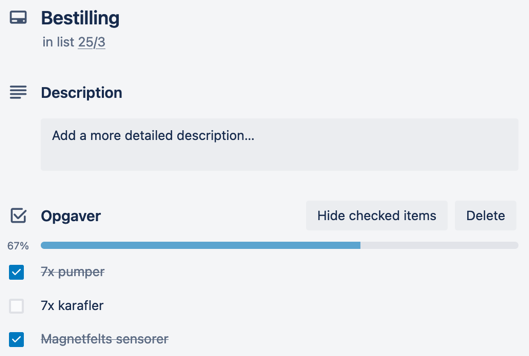 Bestilling
in list 25/3
Description
Add a more detailed description...
Opgaver Hide checked items Delete
67%
7x pumper
7x karafler
Magnetfelts sensorer